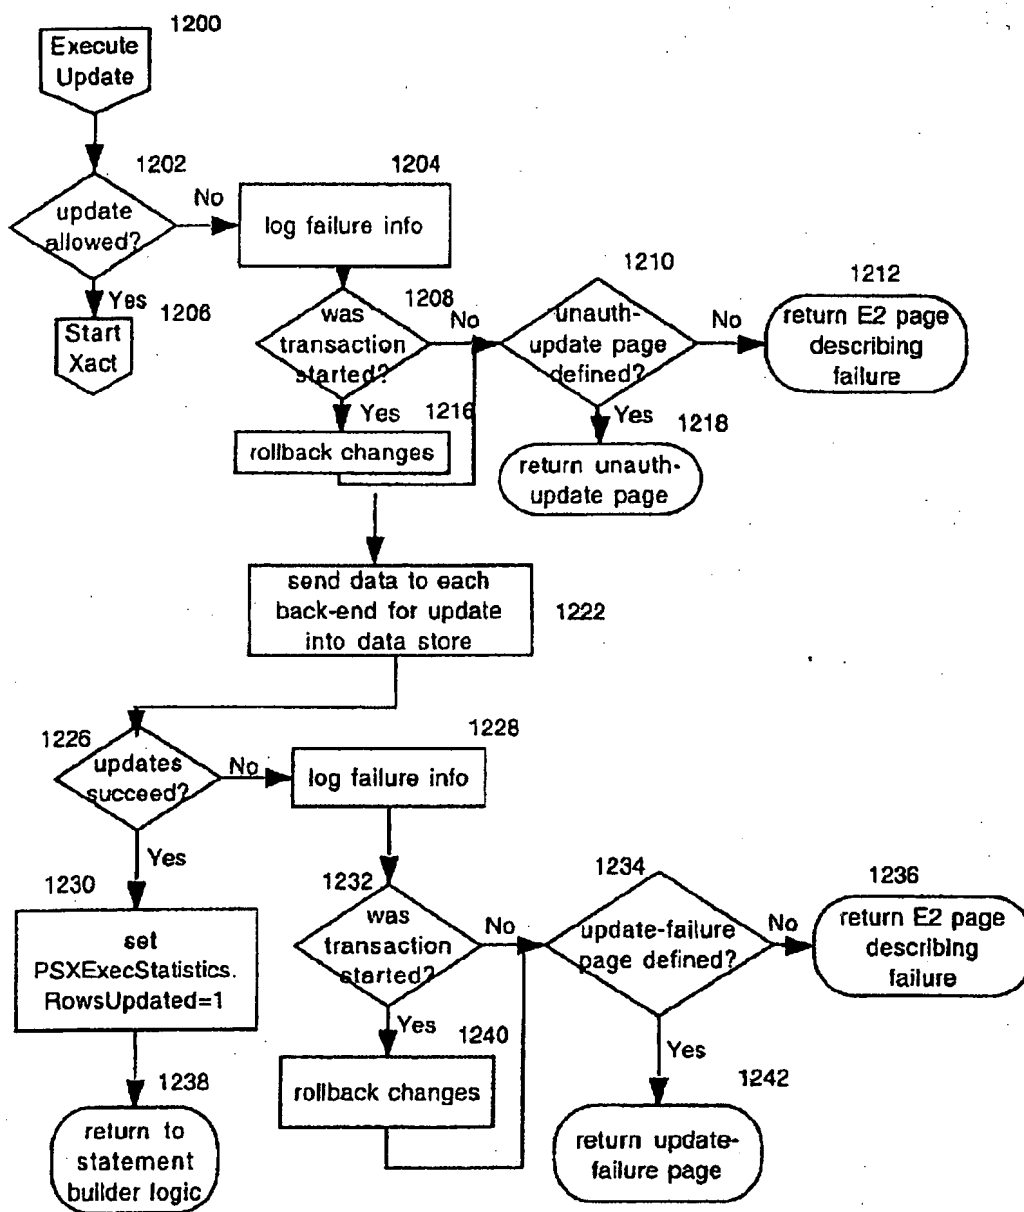 1200
Execute
Update
1202
update
allowed?
No
1204
log failure info
Yes
1206
Start
Xact
1208
was
transaction
started?
No
1210
unauth-
update page
defined?
No
1212
return E2 page
describing
failure
Yes
1216
rollback changes
Yes
1218
return unauth-
update page
send data to each
back-end for update
into data store
1222
1226
updates
succeed?
No
1228
log failure info
Yes
1230
set
PSXExecStatistics.
RowsUpdated=1
1232
was
transaction
started?
No
1234
update-failure
page defined?
No
1236
return E2 page
describing
failure
Yes
1240
rollback changes
Yes
1242
return update-
failure page
1238
return to
statement
builder logic